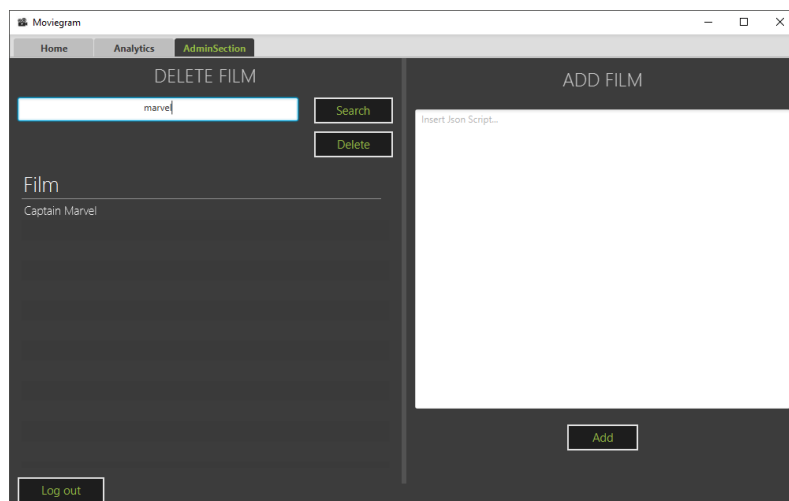 Moviegram
Home Analytics AdminSection
DELETE FILM
marvel
Search
Delete
Film
Captain Marvel
Log out
ADD FILM
Insert Json Script...
Add